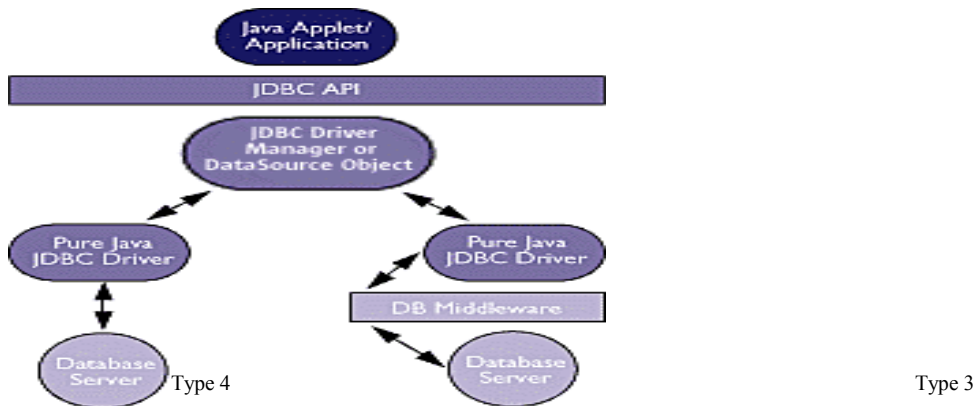 Java Applet/
Application
JDBC API
JDBC Driver
Manager or
DataSource Object
Pure Java
JDBC Driver
Pure Java
JDBC Driver
DB Middleware
Database
Server
Type 4
Database
Server
Type 3